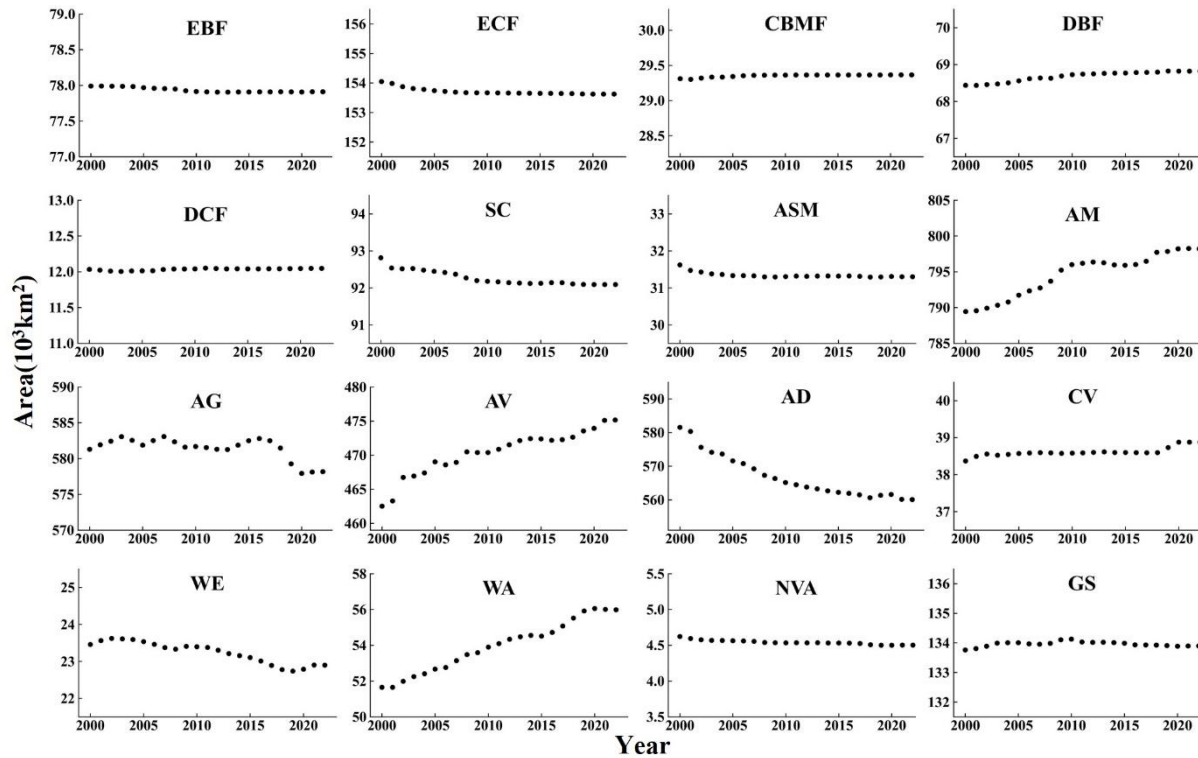 Area(10³km²)
EBF
79.0
78.5
78.0
77.5
77.0
2000 2005 2010 2015 2020
ECF
156
155
154
153
152
2000 2005 2010 2015 2020
CBMF
30.0
29.5
29.0
28.5
2000 2005 2010 2015 2020
DBF
70
69
68
67
2000 2005 2010 2015 2020
DCF
13.0
12.5
12.0
11.5
11.0
2000 2005 2010 2015 2020
SC
94
93
92
91
2000 2005 2010 2015 2020
ASM
33
32
31
30
2000 2005 2010 2015 2020
AM
805
800
795
790
785
2000 2005 2010 2015 2020
AG
590
585
580
575
570
2000 2005 2010 2015 2020
AV
480
475
470
465
460
2000 2005 2010 2015 2020
AD
590
580
570
560
2000 2005 2010 2015 2020
CV
40
39
38
37
2000 2005 2010 2015 2020
WE
25
24
23
22
2000 2005 2010 2015 2020
WA
58
56
54
52
50
2000 2005 2010 2015 2020
NVA
5.5
5.0
4.5
4.0
3.5
2000 2005 2010 2015 2020
GS
136
135
134
133
132
2000 2005 2010 2015 2020
Year